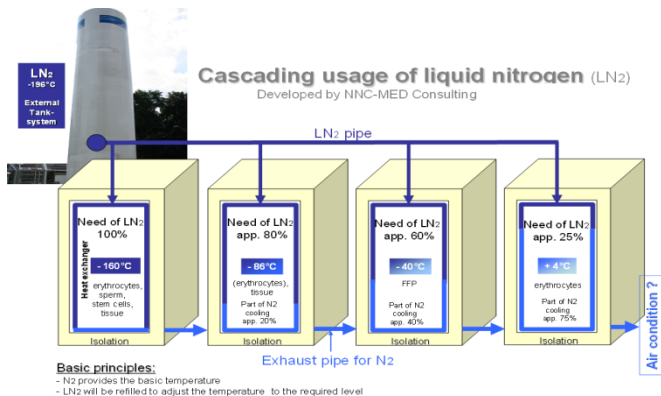 LN2
-196°C
External
Tank-
system
Cascading usage of liquid nitrogen (LN2)
Developed by NNC-MED Consulting
LN2 pipe
Need of LN2
100%
Heat exchanger
- 160°C
erythrocytes,
sperm,
stem cells,
tissue
Isolation
Need of LN2
app. 80%
- 86°C
(erythrocytes),
tissue
Part of N2
cooling
app. 20%
Isolation
Need of LN2
app. 60%
- 40°C
FFP
Part of N2
cooling
app. 40%
Isolation
Need of LN2
app. 25%
+ 4°C
erythrocytes
Part of N2
cooling
app. 75%
Isolation
Air condition ?
Exhaust pipe for N2
Basic principles:
- N2 provides the basic temperature
- LN2 will be refilled to adjust the temperature to the required level